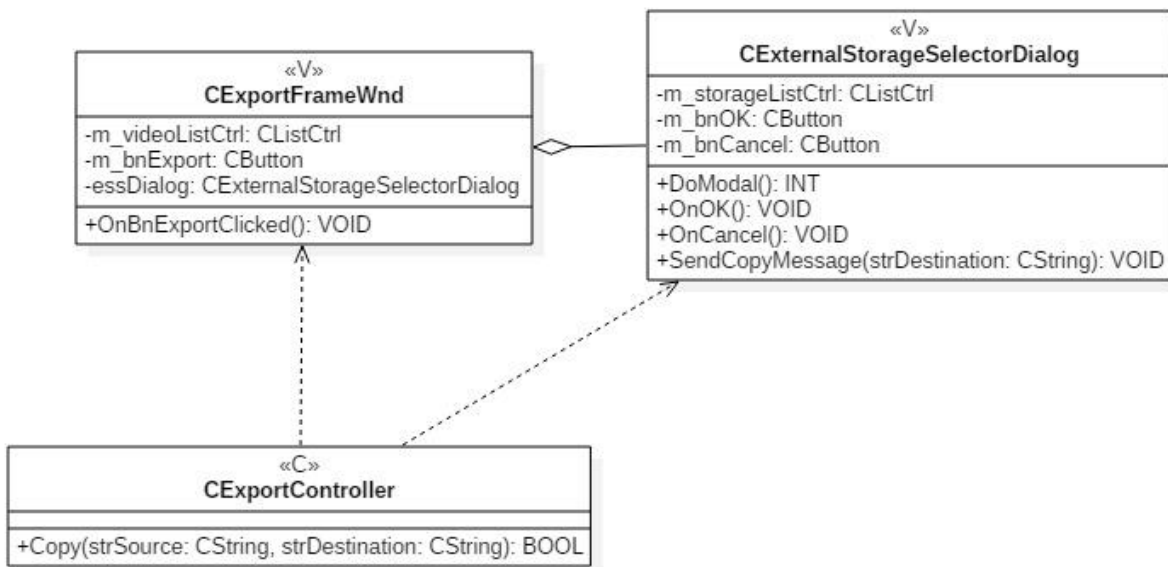 «V»
CExportFrameWnd
-m_videoListCtrl: CListCtrl
-m_bnExport: CButton
-essDialog: CExternalStorageSelectorDialog
+OnBnExportClicked(): VOID
«V»
CExternalStorageSelectorDialog
-m_storageListCtrl: CListCtrl
-m_bnOK: CButton
-m_bnCancel: CButton
+DoModal(): INT
+OnOK(): VOID
+OnCancel(): VOID
+SendCopyMessage(strDestination: CString): VOID
«C»
CExportController
+Copy(strSource: CString, strDestination: CString): BOOL